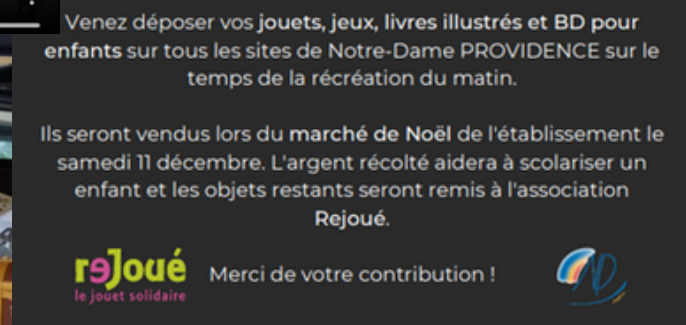 Venez déposer vos jouets, jeux, livres illustrés et BD pour
enfants sur tous les sites de Notre-Dame PROVIDENCE sur le
temps de la récréation du matin.
Ils seront vendus lors du marché de Noël de l'établissement le
samedi 11 décembre. L'argent récolté aidera à scolariser un
enfant et les objets restants seront remis à l'association
Rejoué.
reJoué
le jouet solidaire
Merci de votre contribution !
ND